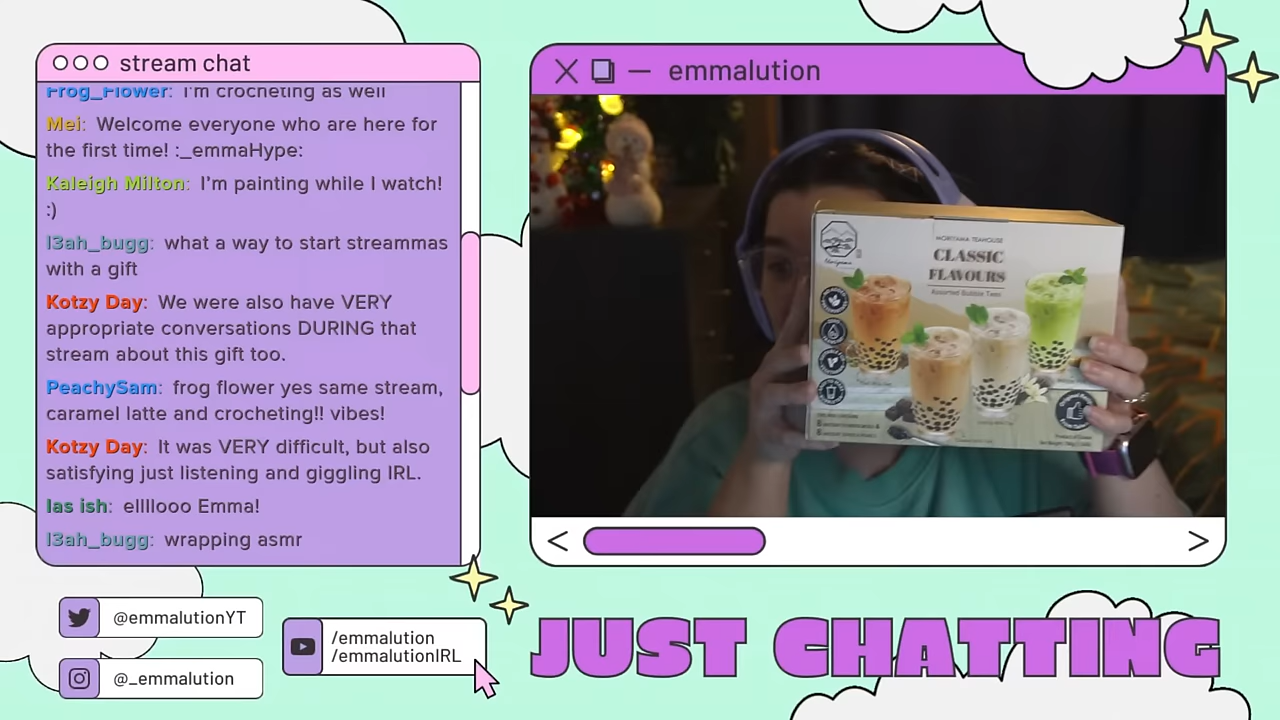 stream chat
Frog_Flower: I'm crocheting as well
Mei: Welcome everyone who are here for
the first time! :_emmaHype:
Kaleigh Milton: I'm painting while I watch!
:)
l3ah_bugg: what a way to start streammas
with a gift
Kotzy Day: We were also have VERY
appropriate conversations DURING that
stream about this gift too.
PeachySam: frog flower yes same stream,
caramel latte and crocheting!! vibes!
Kotzy Day: It was VERY difficult, but also
satisfying just listening and giggling IRL.
Ias ish: elllloooo Emma!
l3ah_bugg: wrapping asmr
@emmalutionYT
@_emmalution
/emmalution
/emmalutionIRL
emmalution
MORIYAMA TEAHOUSE
CLASSIC
FLAVOURS
Assorted Bubble Teas
Moriyama
JUST CHATTING